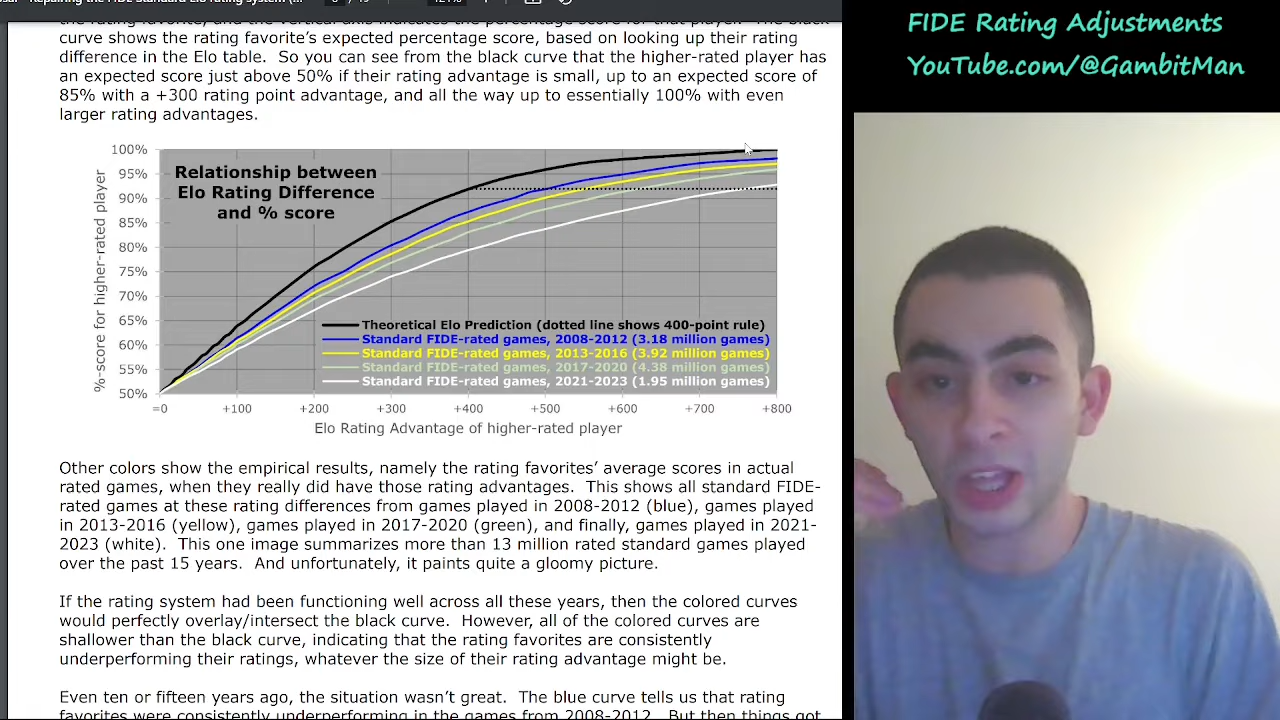 FIDE Rating Adjustments
YouTube.com/@GambitMan
curve shows the rating favorite's expected percentage score, based on looking up their rating
difference in the Elo table.  So you can see from the black curve that the higher-rated player has
an expected score just above 50% if their rating advantage is small, up to an expected score of
85% with a +300 rating point advantage, and all the way up to essentially 100% with even
larger rating advantages.
Relationship between
Elo Rating Difference
and % score
%-score for higher-rated player
100%
95%
90%
85%
80%
75%
70%
65%
60%
55%
50%
Theoretical Elo Prediction (dotted line shows 400-point rule)
Standard FIDE-rated games, 2008-2012 (3.18 million games)
Standard FIDE-rated games, 2013-2016 (3.92 million games)
Standard FIDE-rated games, 2017-2020 (4.38 million games)
Standard FIDE-rated games, 2021-2023 (1.95 million games)
=0 +100 +200 +300 +400 +500 +600 +700 +800
Elo Rating Advantage of higher-rated player
Other colors show the empirical results, namely the rating favorites' average scores in actual
rated games, when they really did have those rating advantages.  This shows all standard FIDE-
rated games at these rating differences from games played in 2008-2012 (blue), games played
in 2013-2016 (yellow), games played in 2017-2020 (green), and finally, games played in 2021-
2023 (white).  This one image summarizes more than 13 million rated standard games played
over the past 15 years.  And unfortunately, it paints quite a gloomy picture.
If the rating system had been functioning well across all these years, then the colored curves
would perfectly overlay/intersect the black curve.  However, all of the colored curves are
shallower than the black curve, indicating that the rating favorites are consistently
underperforming their ratings, whatever the size of their rating advantage might be.
Even ten or fifteen years ago, the situation wasn't great.  The blue curve tells us that rating
favorites were consistently underperforming in the games from 2008-2012.  But then things got